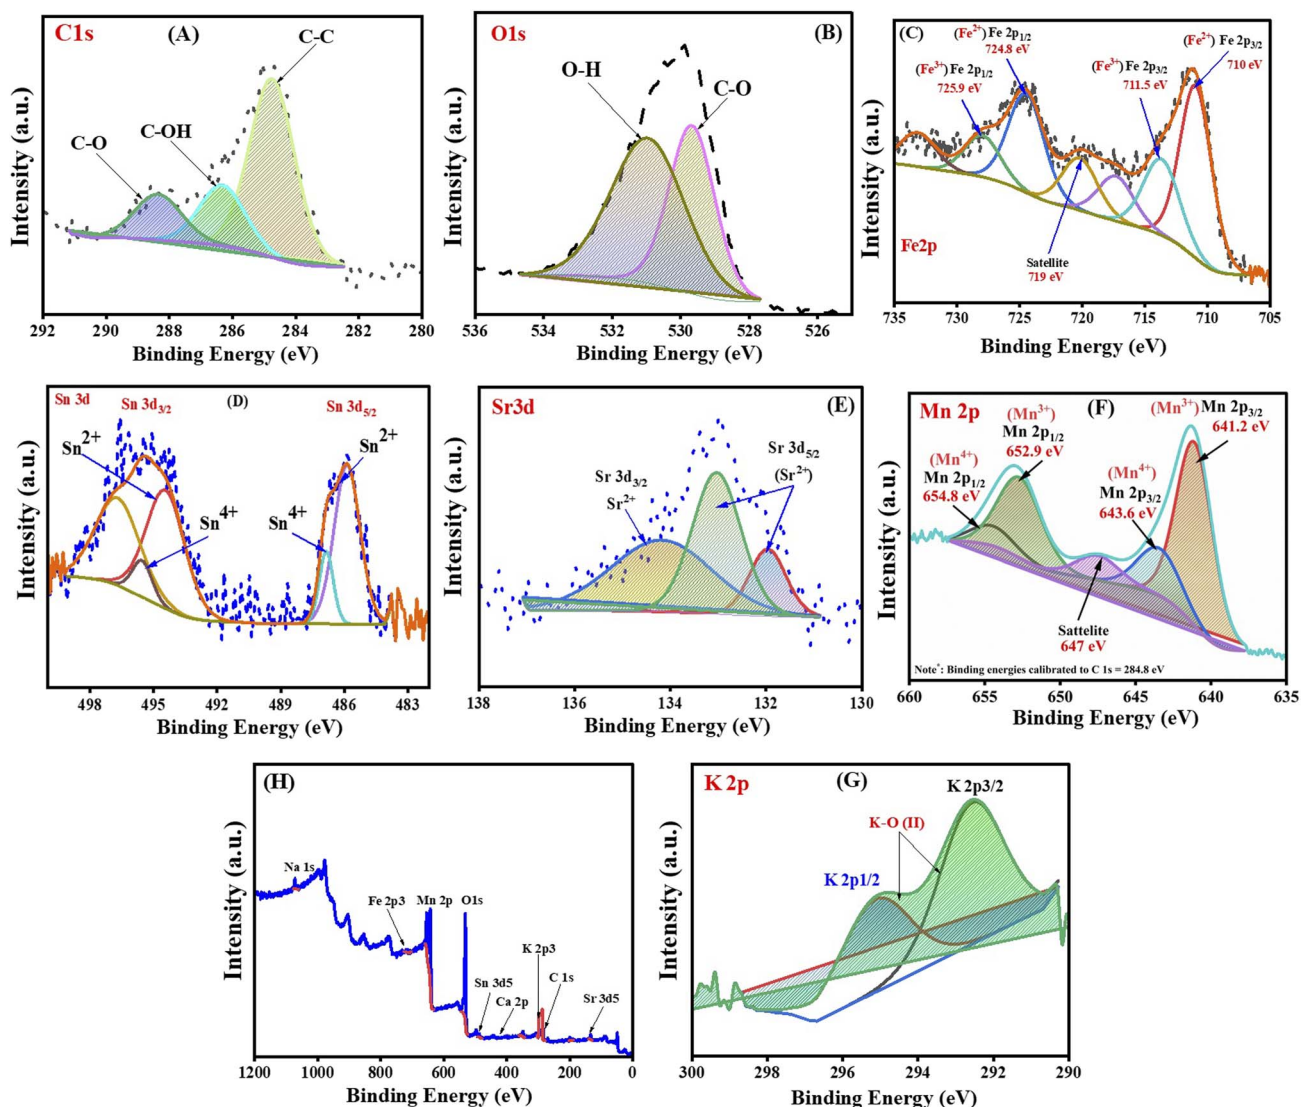 C1s (A)
C-C
C-OH
C-O
Intensity (a.u.)
292 290 288 286 284 282 280
Binding Energy (eV)
O1s (B)
O-H
C-O
Intensity (a.u.)
536 534 532 530 528 526
Binding Energy (eV)
(C) (Fe2+) Fe 2p1/2
724.8 eV
(Fe2+) Fe 2p3/2
710 eV
(Fe3+) Fe 2p1/2
725.9 eV
(Fe3+) Fe 2p3/2
711.5 eV
Satellite
719 eV
Fe2p
Intensity (a.u.)
735 730 725 720 715 710 705
Binding Energy (eV)
Sn 3d Sn 3d3/2 (D) Sn 3d5/2
Sn2+
Sn2+
Sn4+
Sn4+
Intensity (a.u.)
498 495 492 489 486 483
Binding Energy (eV)
Sr3d (E)
Sr 3d5/2
(Sr2+)
Sr 3d3/2
Sr2+
Intensity (a.u.)
138 136 134 132 130
Binding Energy (eV)
Mn 2p (F)
(Mn3+) Mn 2p3/2
641.2 eV
(Mn3+)
Mn 2p1/2
652.9 eV
(Mn4+)
Mn 2p1/2
654.8 eV
(Mn4+)
Mn 2p3/2
643.6 eV
Sattelite
647 eV
Note*: Binding energies calibrated to C 1s = 284.8 eV
Intensity (a.u.)
660 655 650 645 640 635
Binding Energy (eV)
(H)
Na 1s
Fe 2p3
Mn 2p
O1s
K 2p3
Sn 3d5
Ca 2p
C 1s
Sr 3d5
Intensity (a.u.)
1200 1000 800 600 400 200 0
Binding Energy (eV)
K 2p (G)
K 2p3/2
K-O (II)
K 2p1/2
Intensity (a.u.)
300 298 296 294 292 290
Binding Energy (eV)